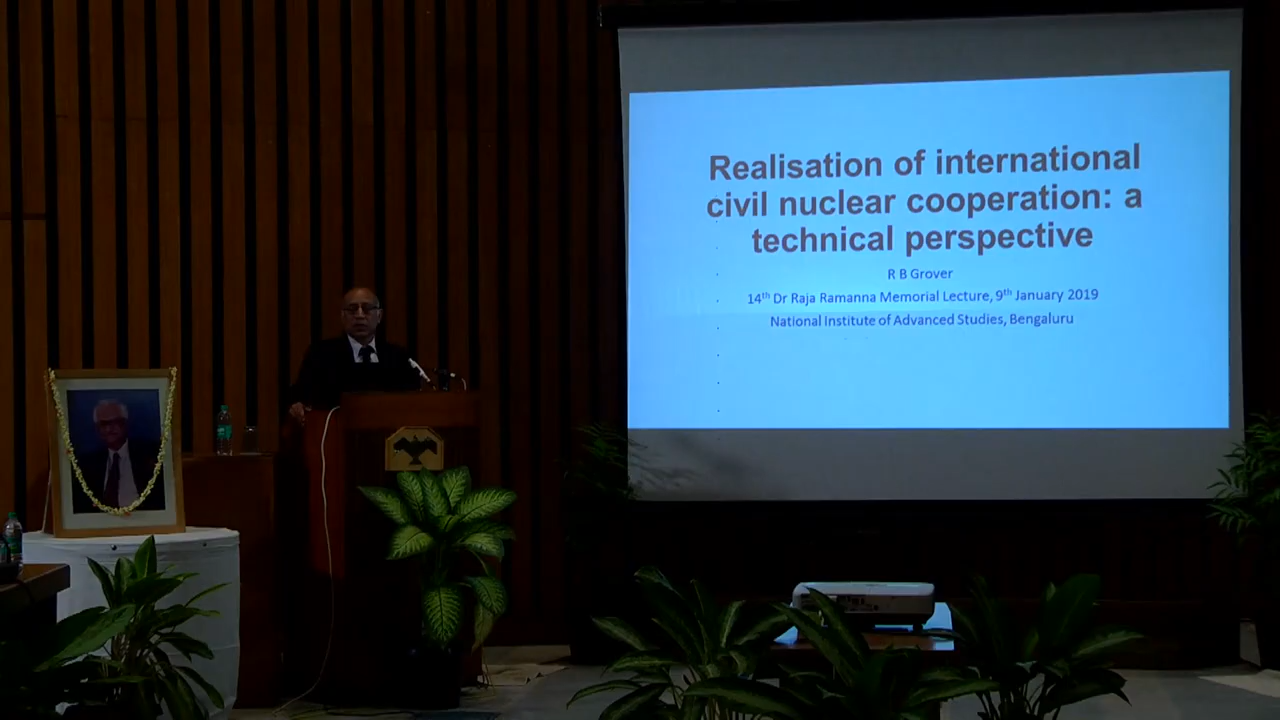 Realisation of international
civil nuclear cooperation: a
technical perspective
R B Grover
14th Dr Raja Ramanna Memorial Lecture, 9th January 2019
National Institute of Advanced Studies, Bengaluru